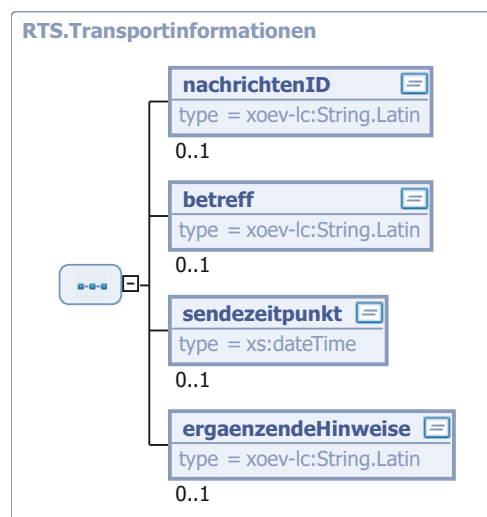 RTS.Transportinformationen
nachrichtenID
type = xoev-lc:String.Latin
0..1
betreff
type = xoev-lc:String.Latin
0..1
sendezeitpunkt
type = xs:dateTime
0..1
ergaenzendeHinweise
type = xoev-lc:String.Latin
0..1